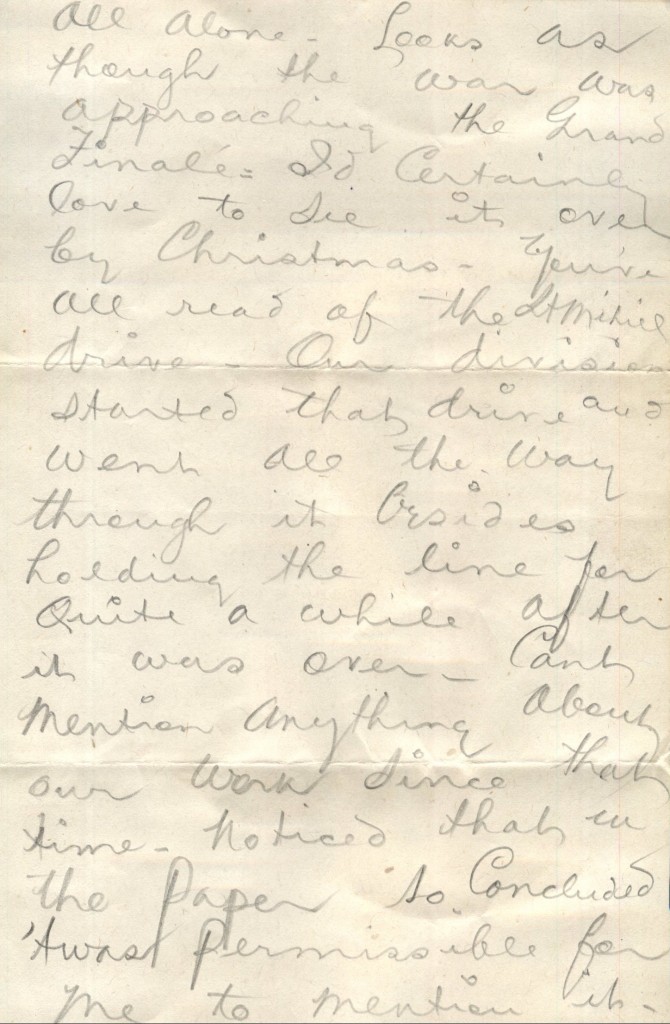 All Alone - Looks as
though the war was
approaching the Grand
Finalé = I'd Certainly
love to see it over
by Christmas - You've
all read of the St Mihiel
drive - Our division
started that drive and
went all the way
through it besides
holding the line for
Quite a while after
it was over - Cant
Mention Anything About
our work since that
time - Noticed that in
the paper so Concluded
'twas permissible for
me to mention it -